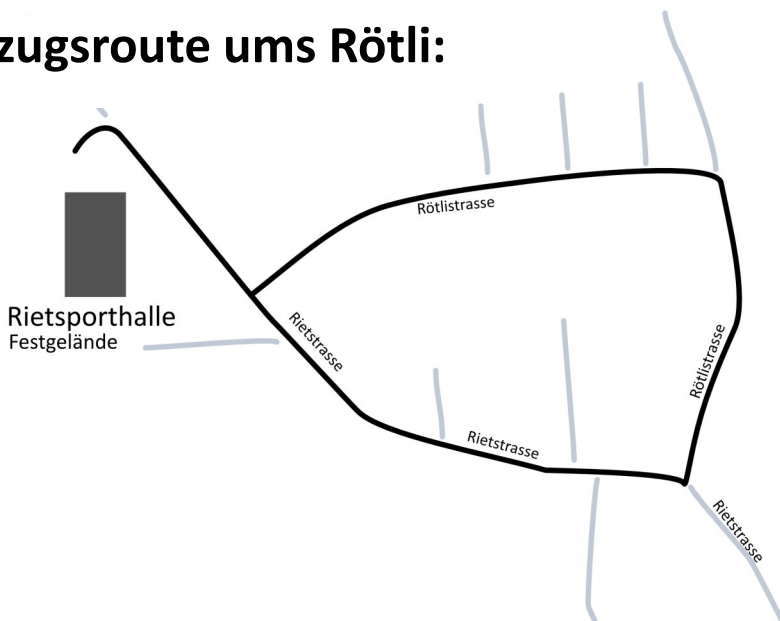 zugsroute ums Rötli:
Rötlistrasse
Rietsporthalle
Festgelände
Rietstrasse
Rötlistrasse
Rietstrasse
Rietstrasse